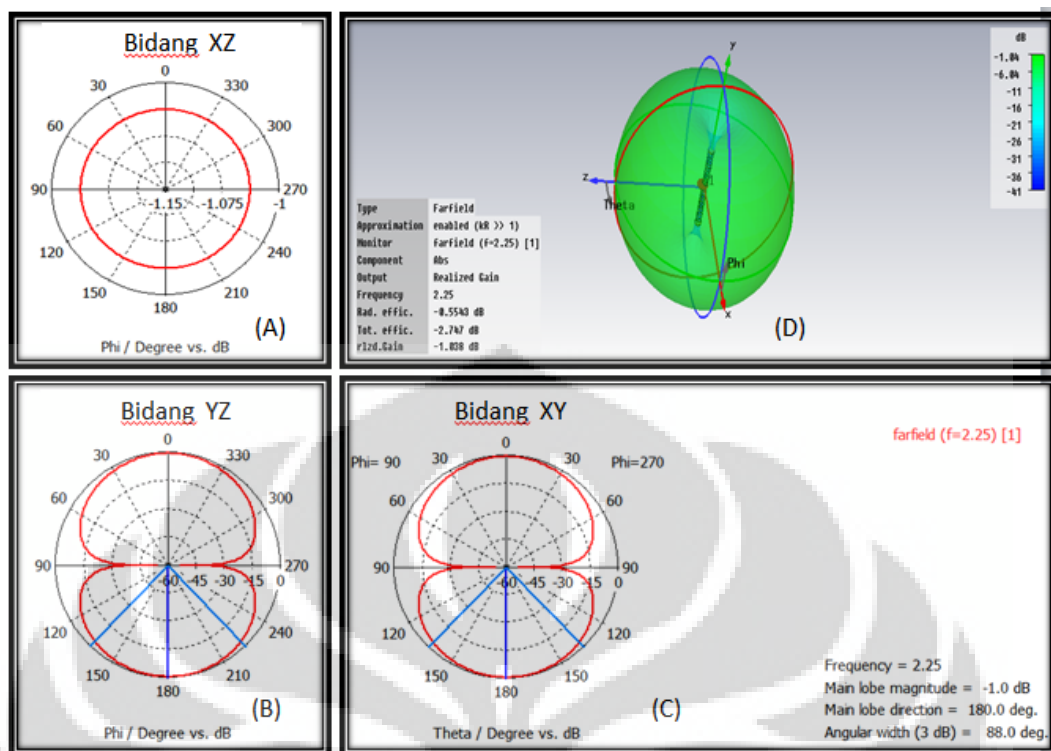 Bidang XZ
0
30
330
60
300
90
-1.15
-1.075
-1
270
120
240
150
210
180
(A)
Phi / Degree vs. dB
y
z
Theta
Phi
x
(D)
dB
-1.04
-6.04
-11
-16
-21
-26
-31
-36
-41
Type Farfield
Approximation enabled (kR >> 1)
Monitor farfield (f=2.25) [1]
Component Abs
Output Realized Gain
Frequency 2.25
Rad. effic. -0.5543 dB
Tot. effic. -2.747 dB
rlzd.Gain -1.038 dB
Bidang YZ
0
30
330
60
300
90
-60
-45
-30
-15
0
270
120
240
150
210
180
(B)
Phi / Degree vs. dB
Bidang XY
0
Phi= 90
30
30
Phi=270
60
60
90
-60
-45
-30
-15
0
90
120
120
150
150
180
(C)
Theta / Degree vs. dB
farfield (f=2.25) [1]
Frequency = 2.25
Main lobe magnitude = -1.0 dB
Main lobe direction = 180.0 deg.
Angular width (3 dB) = 88.0 deg.